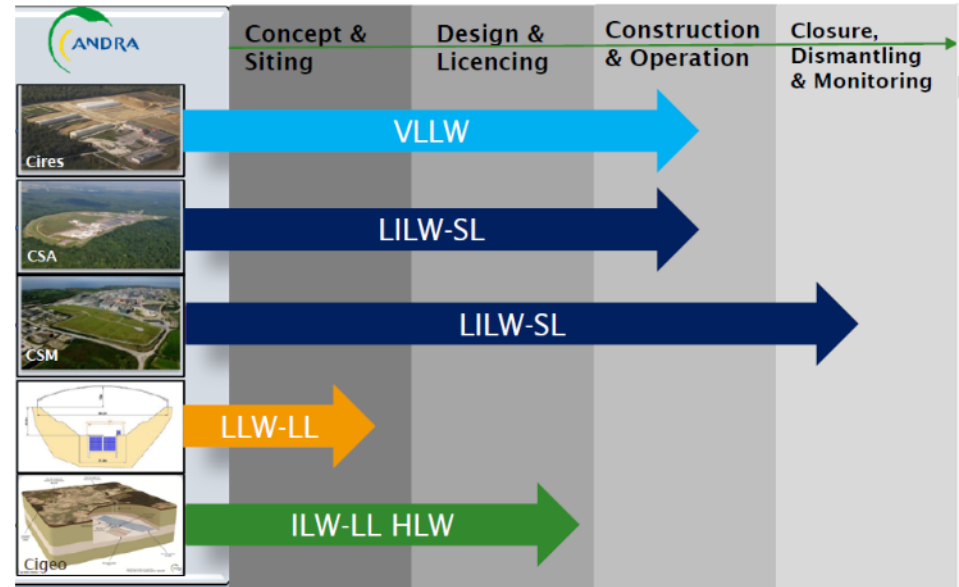 ANDRA
Concept &
Siting
Design &
Licencing
Construction
& Operation
Closure,
Dismantling
& Monitoring
Cires
VLLW
CSA
LILW-SL
CSM
LILW-SL
LLW-LL
Cigeo
ILW-LL HLW